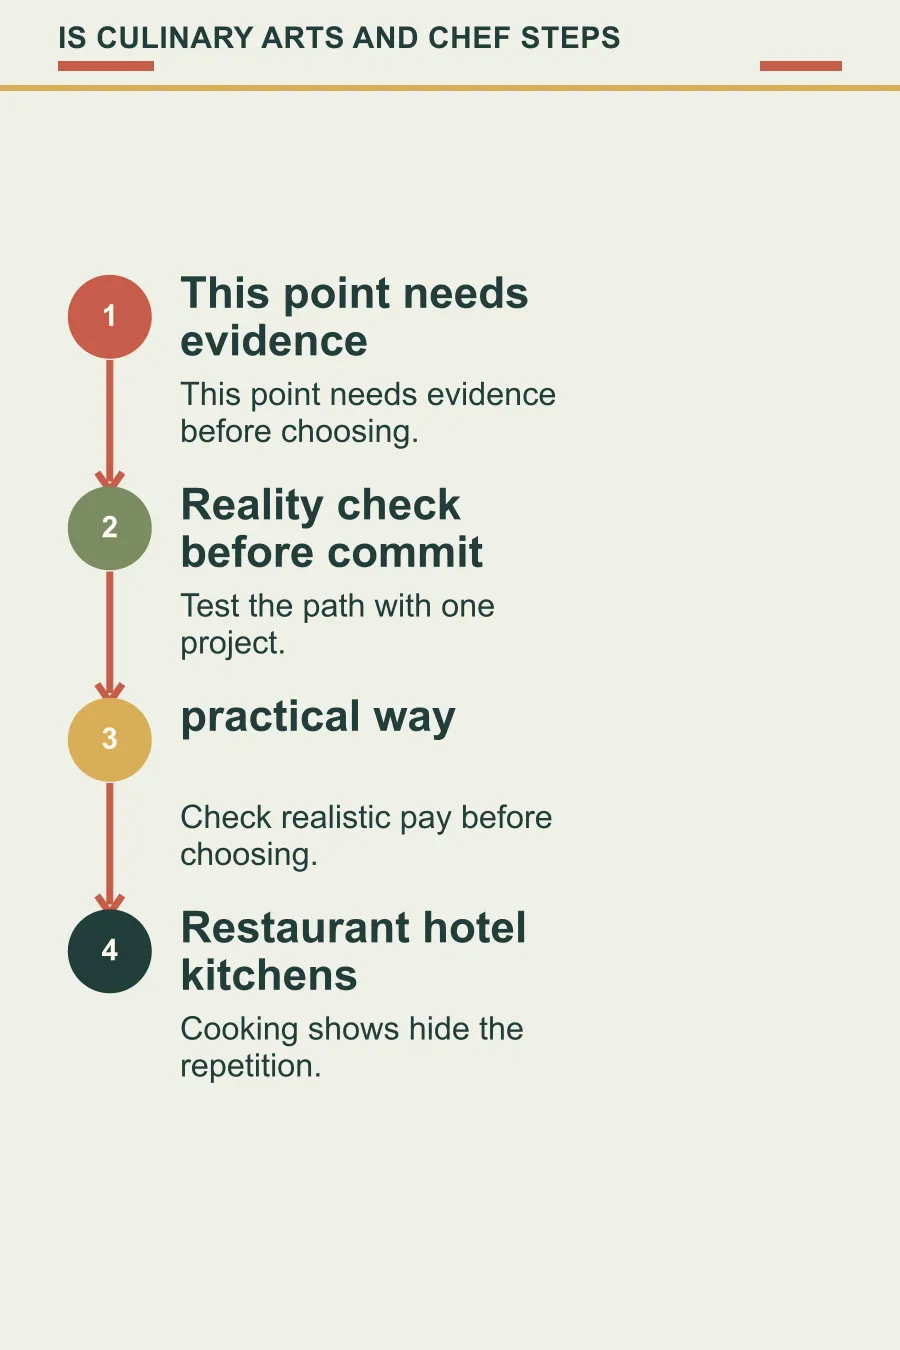 IS CULINARY ARTS AND CHEF STEPS
1
This point needs
evidence
This point needs evidence
before choosing.
2
Reality check
before commit
Test the path with one
project.
3
practical way
Check realistic pay before
choosing.
4
Restaurant hotel
kitchens
Cooking shows hide the
repetition.